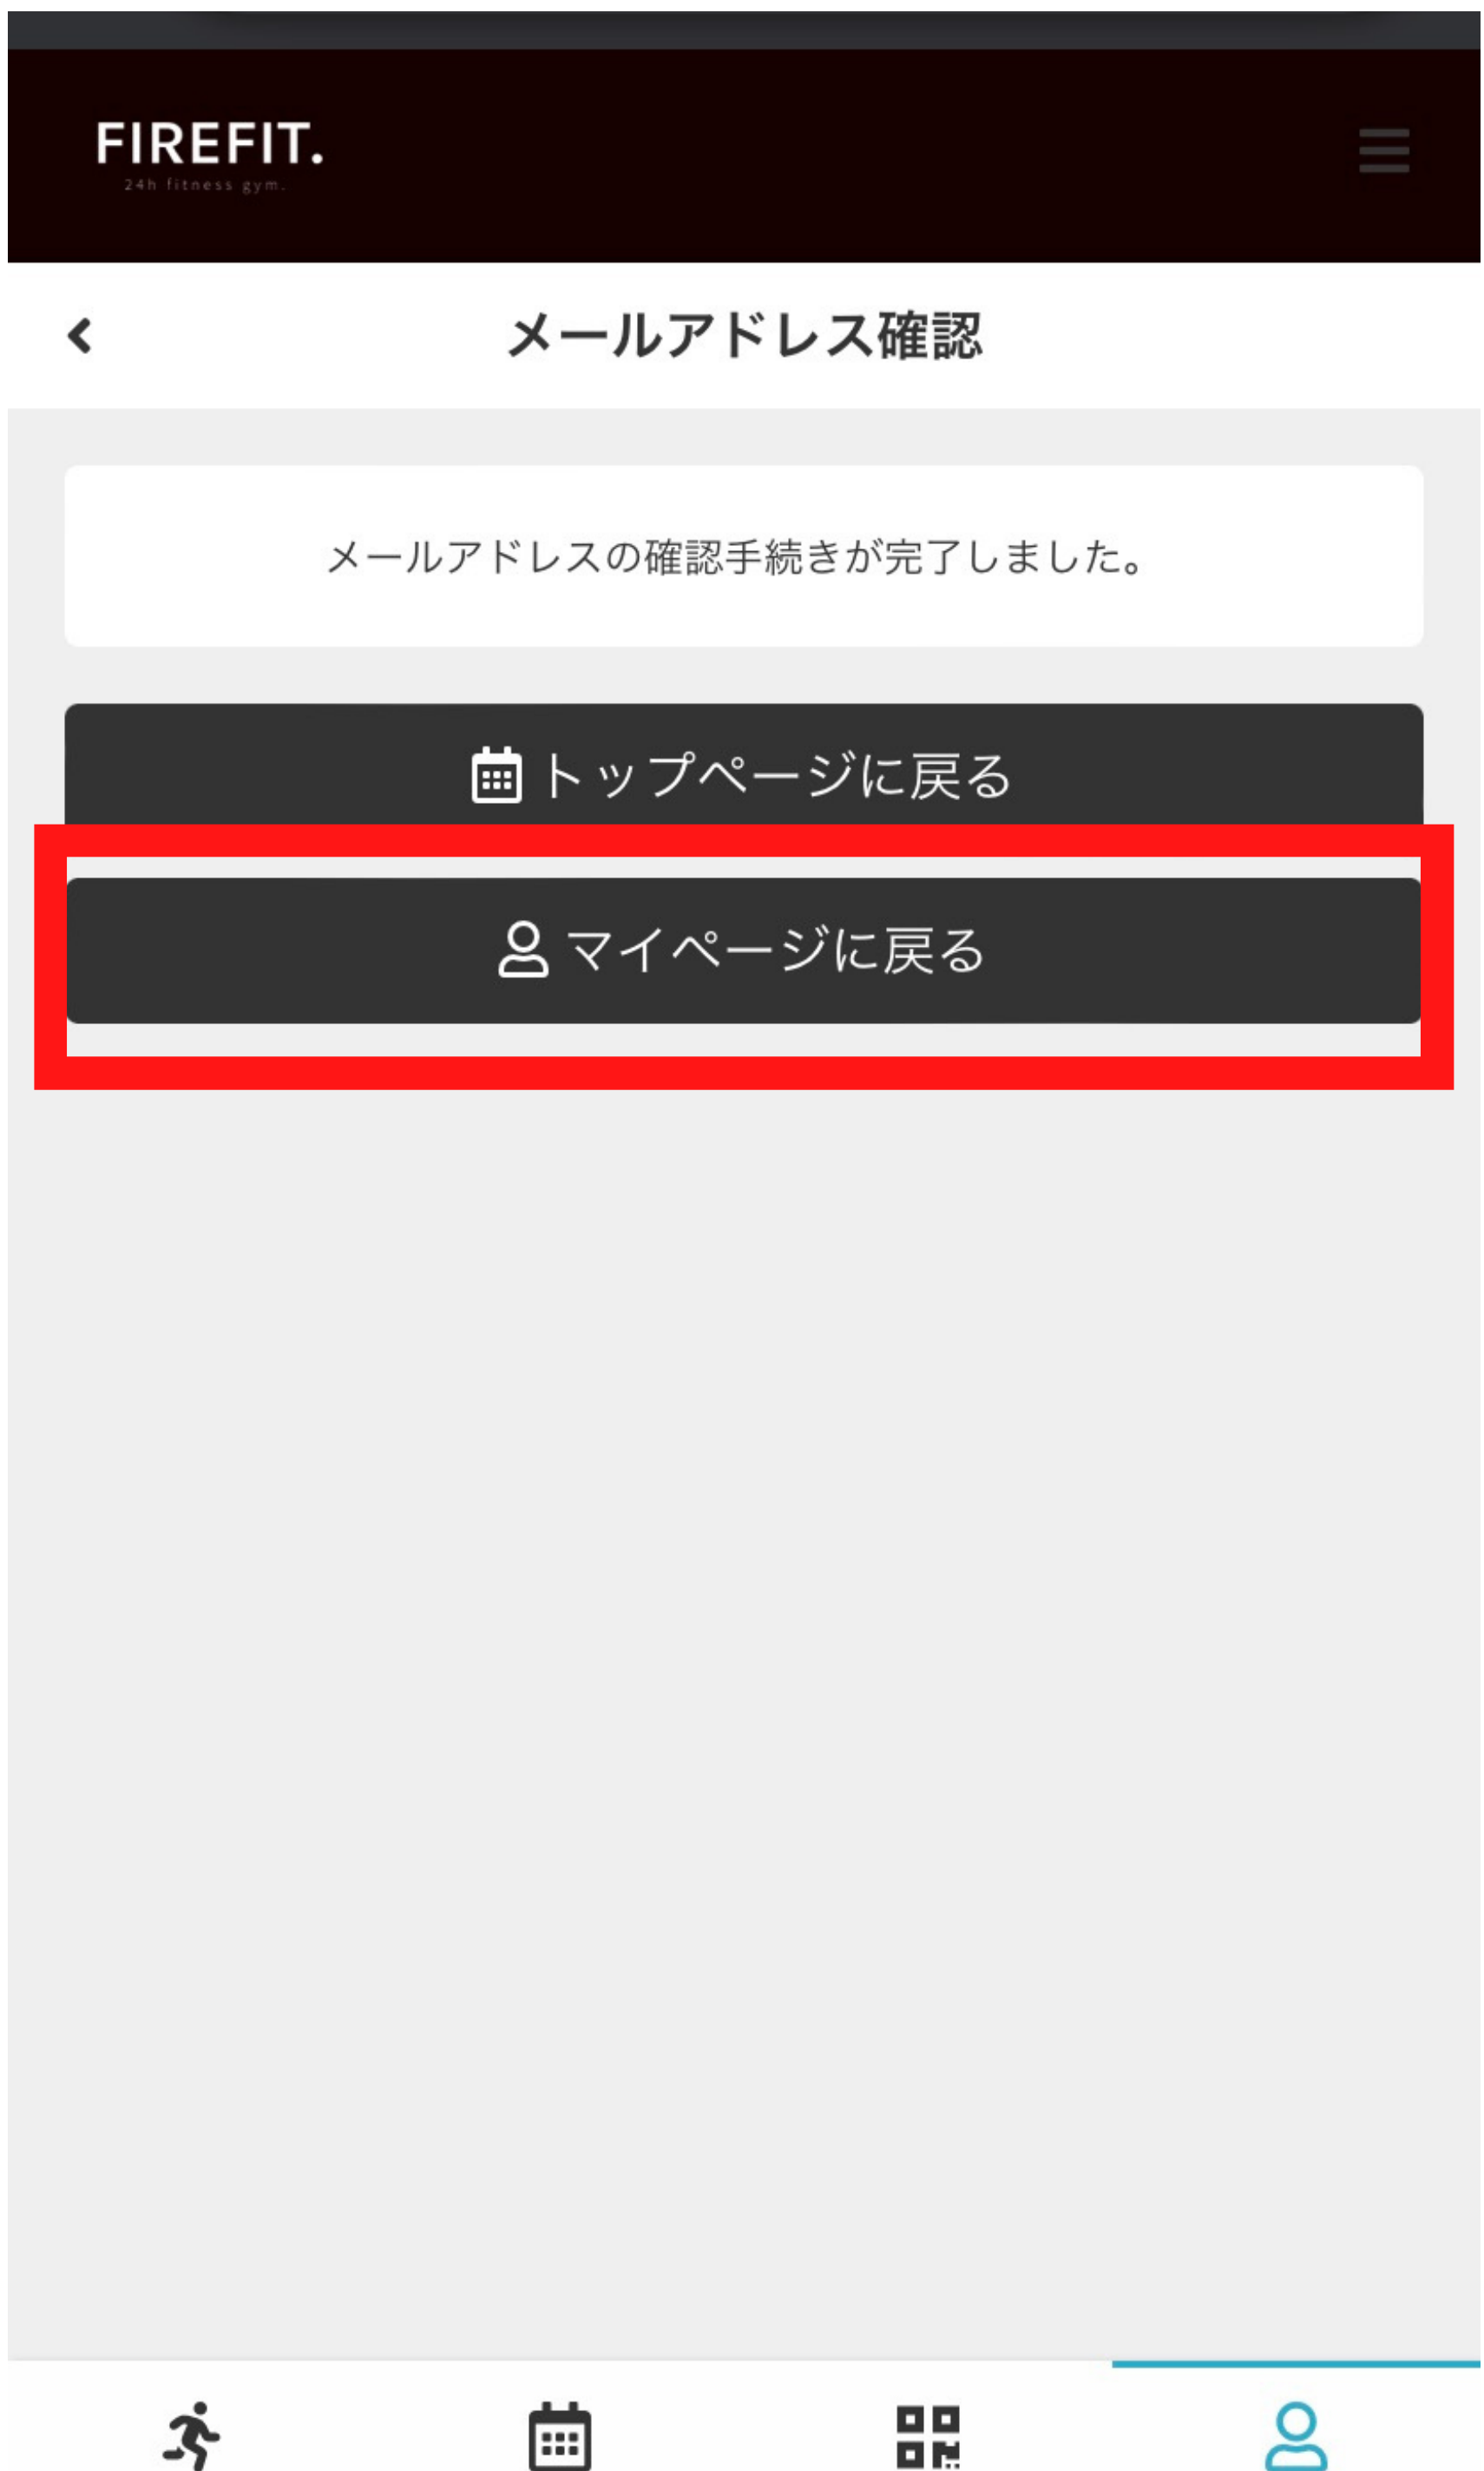 FIREFIT.
24h fitness gym.
メールアドレス確認
メールアドレスの確認手続きが完了しました。
トップページに戻る
マイページに戻る